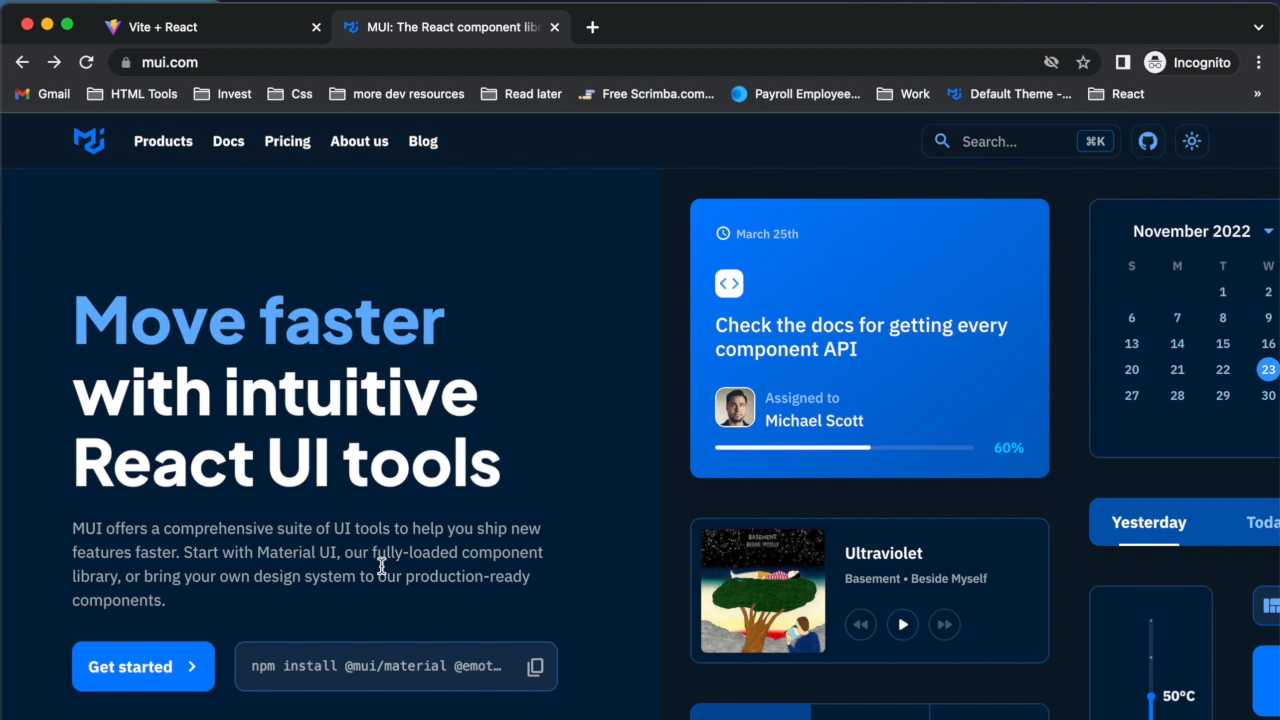 Vite + React
MUI: The React component lib
mui.com
Incognito
Gmail
HTML Tools
Invest
Css
more dev resources
Read later
Free Scrimba.com...
Payroll Employee...
Work
Default Theme -...
React
»
Products
Docs
Pricing
About us
Blog
Search...
⌘K
Move faster
with intuitive
React UI tools
MUI offers a comprehensive suite of UI tools to help you ship new
features faster. Start with Material UI, our fully-loaded component
library, or bring your own design system to our production-ready
components.
Get started
npm install @mui/material @emot...
March 25th
Check the docs for getting every
component API
Assigned to
Michael Scott
60%
BASEMENT
BESIDE MYSELF
Ultraviolet
Basement • Beside Myself
November 2022
S M T W
1 2
6 7 8 9
13 14 15 16
20 21 22 23
27 28 29 30
Yesterday
Toda
50°C